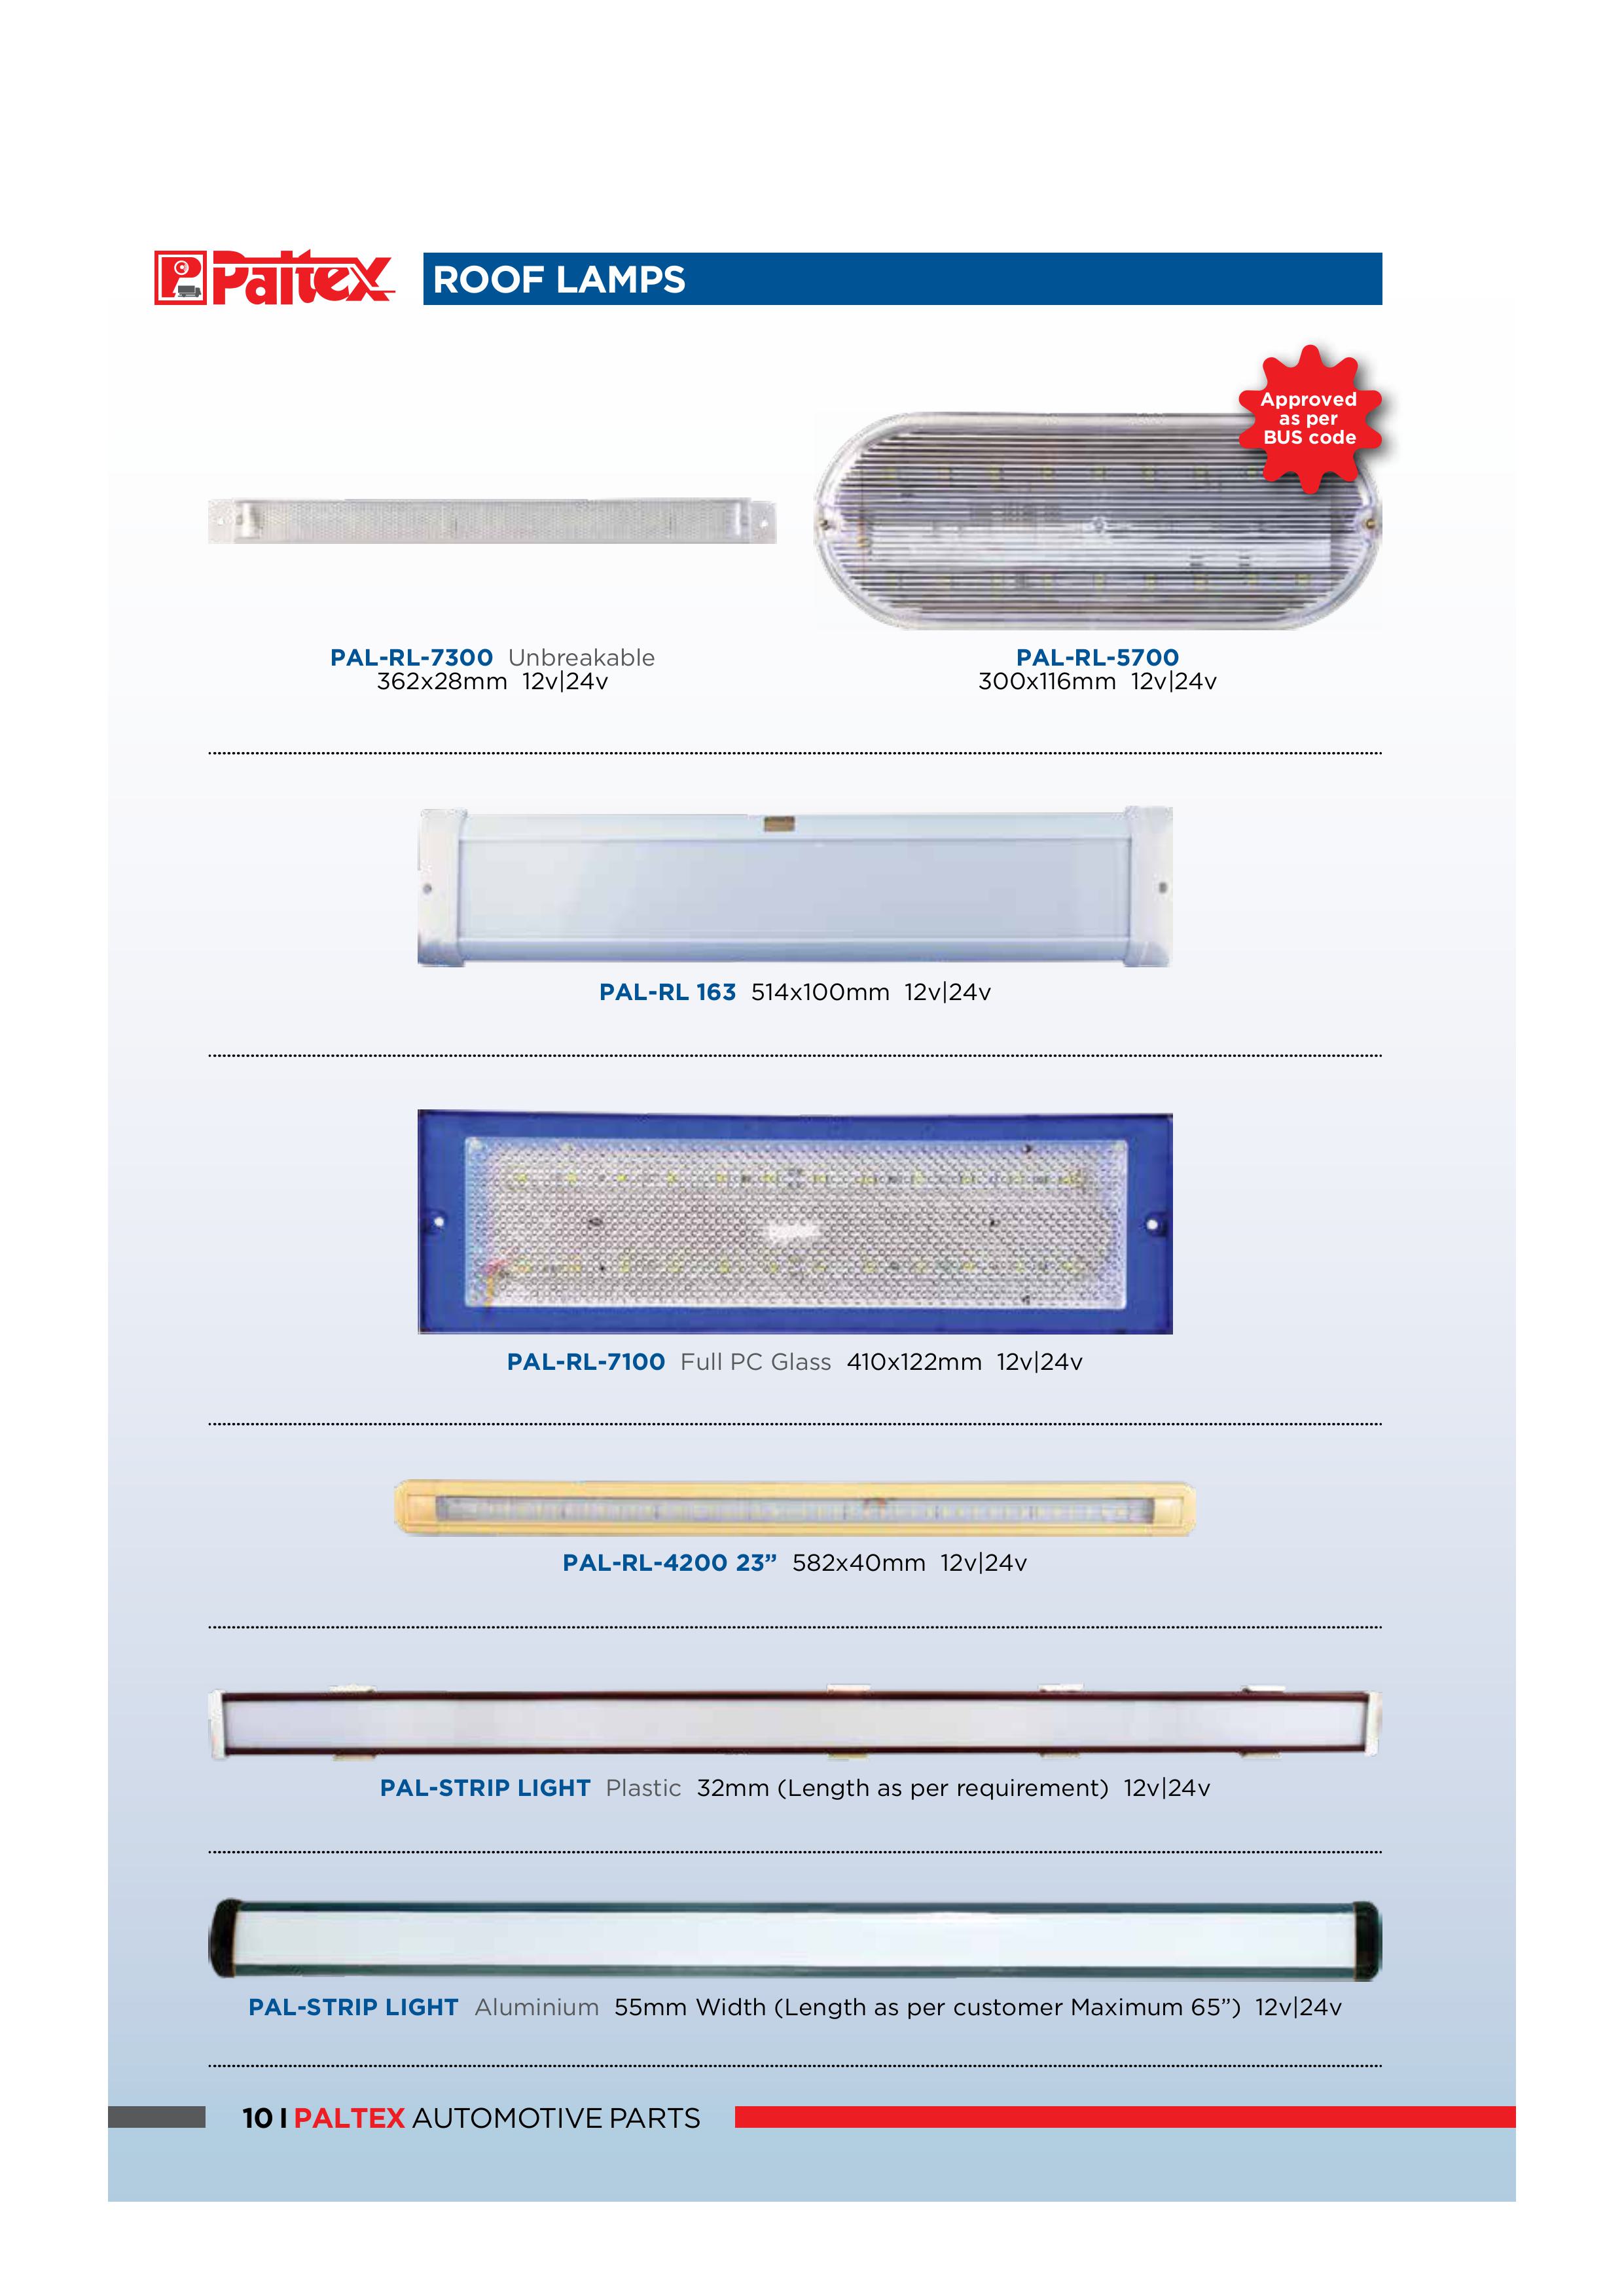 Paltex
ROOF LAMPS
Approved
as per
BUS code
PAL-RL-7300 Unbreakable
362x28mm 12v|24v
PAL-RL-5700
300x116mm 12v|24v
PAL-RL 163 514x100mm 12v|24v
PAL-RL-7100 Full PC Glass 410x122mm 12v|24v
PAL-RL-4200 23” 582x40mm 12v|24v
PAL-STRIP LIGHT Plastic 32mm (Length as per requirement) 12v|24v
PAL-STRIP LIGHT Aluminium 55mm Width (Length as per customer Maximum 65”) 12v|24v
10 I PALTEX AUTOMOTIVE PARTS